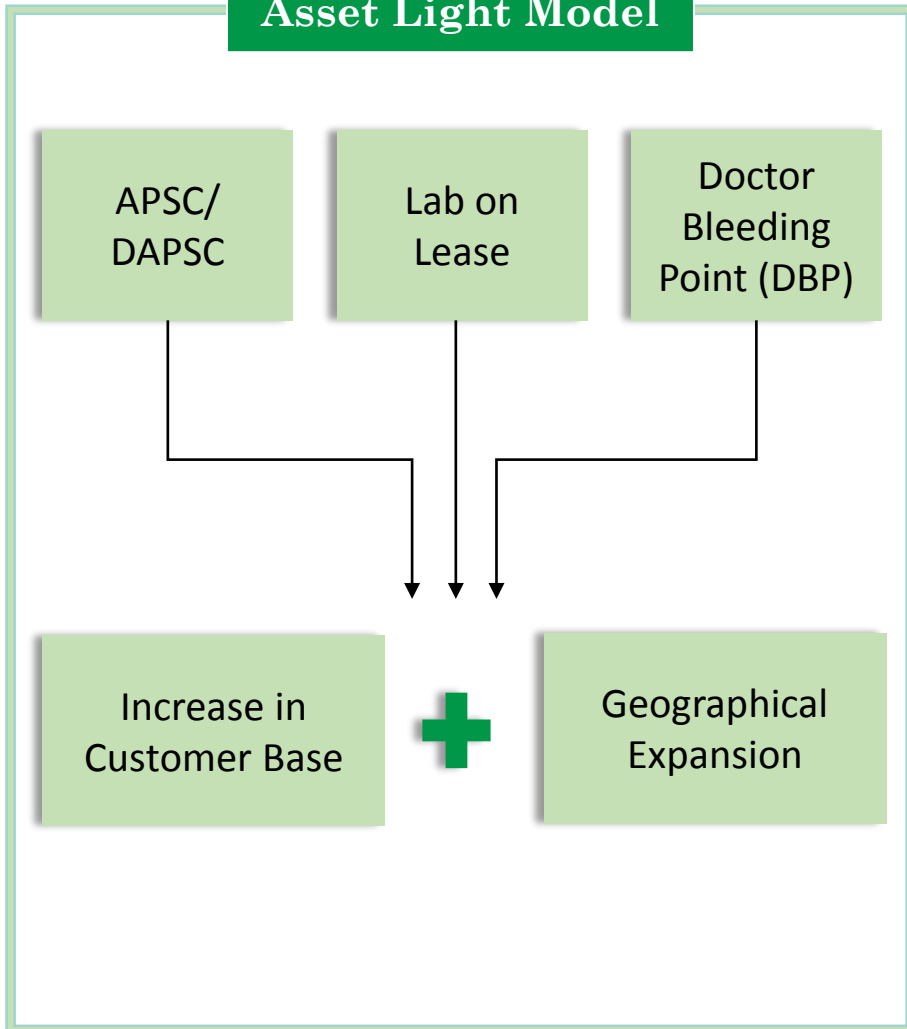 Asset Light Model
APSC/
DAPSC
Lab on
Lease
Doctor
Bleeding
Point (DBP)
Increase in
Customer Base
Geographical
Expansion